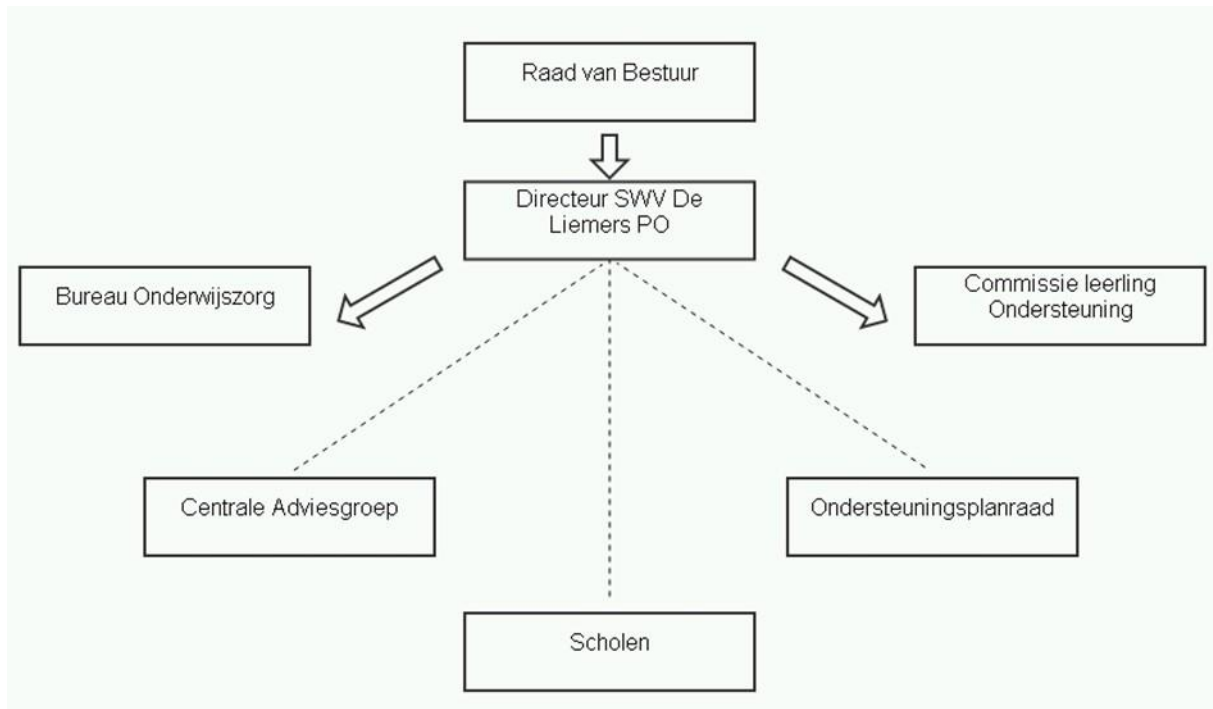 Raad van Bestuur
Directeur SWV De
Liemers PO
Bureau Onderwijszorg
Commissie leerling
Ondersteuning
Centrale Adviesgroep
Ondersteuningsplanraad
Scholen